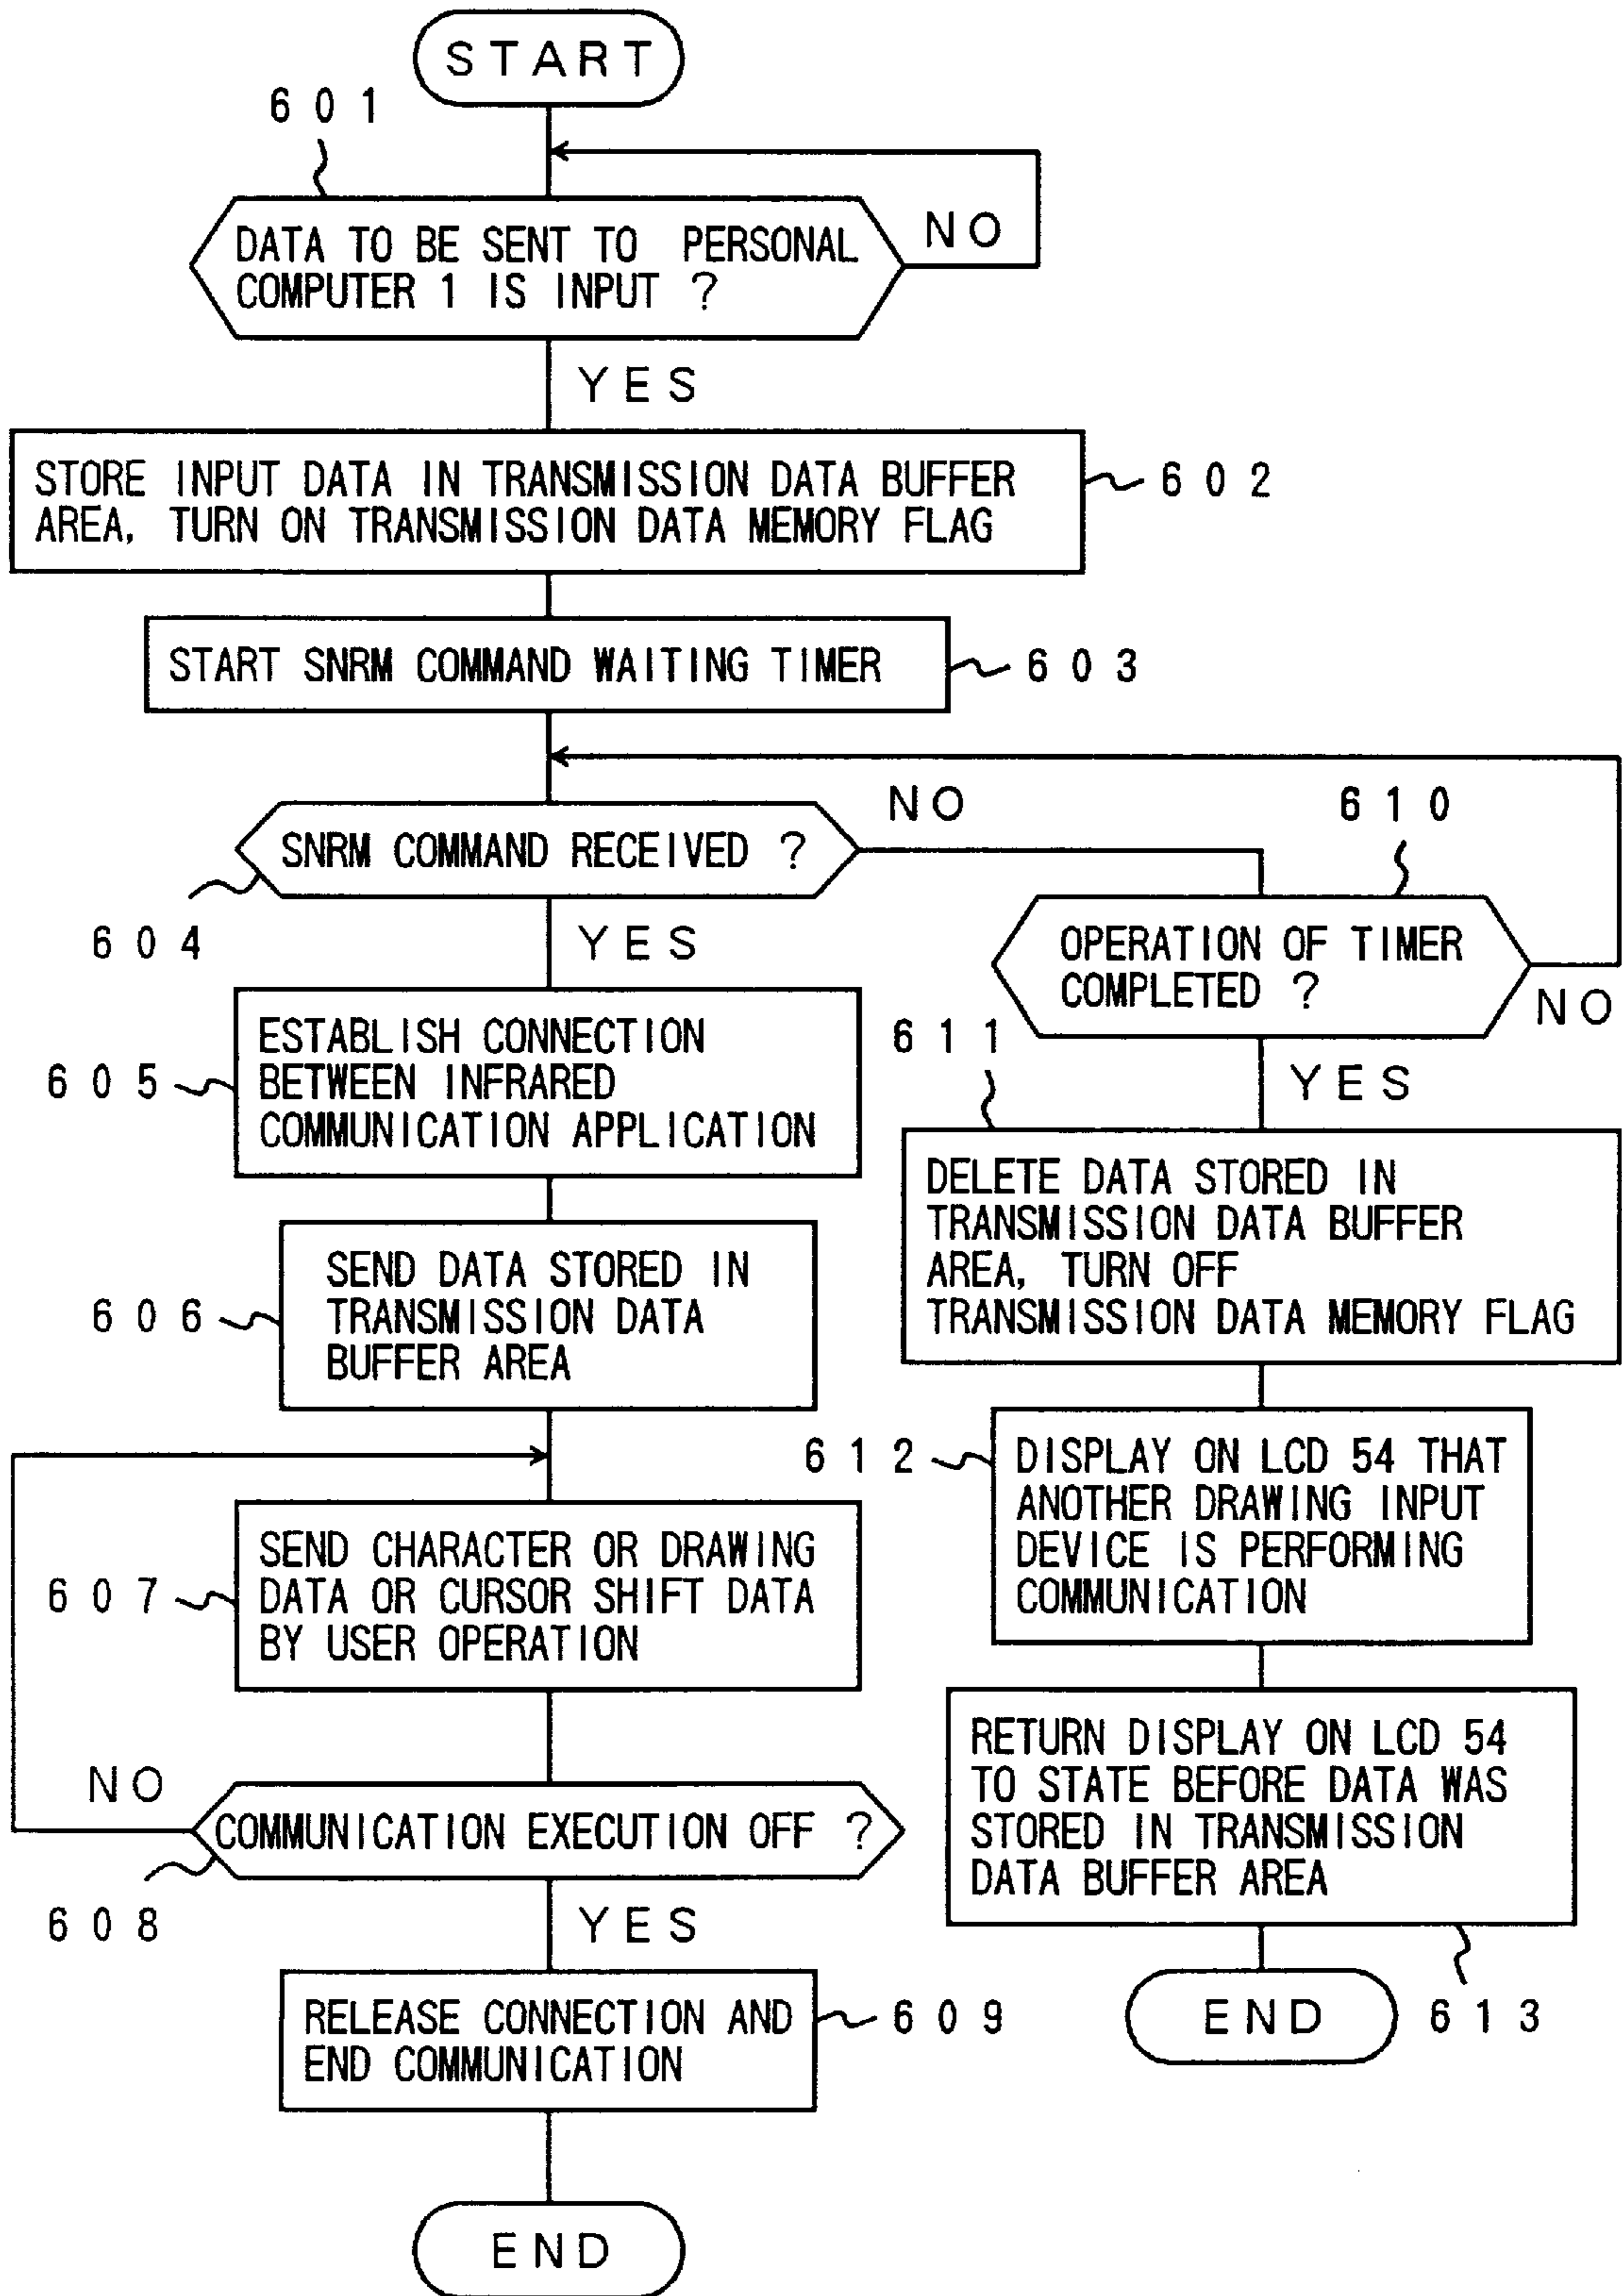 START
601
DATA TO BE SENT TO PERSONAL
COMPUTER 1 IS INPUT ?
NO
YES
STORE INPUT DATA IN TRANSMISSION DATA BUFFER
AREA, TURN ON TRANSMISSION DATA MEMORY FLAG
602
START SNRM COMMAND WAITING TIMER
603
SNRM COMMAND RECEIVED ?
NO
604
YES
610
OPERATION OF TIMER
COMPLETED ?
NO
YES
605
ESTABLISH CONNECTION
BETWEEN INFRARED
COMMUNICATION APPLICATION
611
DELETE DATA STORED IN
TRANSMISSION DATA BUFFER
AREA, TURN OFF
TRANSMISSION DATA MEMORY FLAG
606
SEND DATA STORED IN
TRANSMISSION DATA
BUFFER AREA
612
DISPLAY ON LCD 54 THAT
ANOTHER DRAWING INPUT
DEVICE IS PERFORMING
COMMUNICATION
607
SEND CHARACTER OR DRAWING
DATA OR CURSOR SHIFT DATA
BY USER OPERATION
RETURN DISPLAY ON LCD 54
TO STATE BEFORE DATA WAS
STORED IN TRANSMISSION
DATA BUFFER AREA
613
END
NO
COMMUNICATION EXECUTION OFF ?
608
YES
RELEASE CONNECTION AND
END COMMUNICATION
609
END